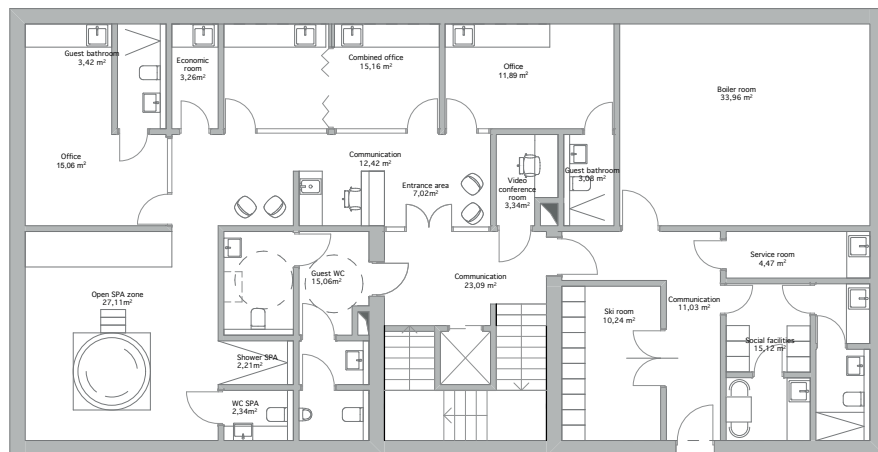 Guest bathroom
3,42 m²
Economic
room
3,26m²
Combined office
15,16 m²
Office
11,89 m²
Boiler room
33,96 m²
Office
15,06 m²
Communication
12,42 m²
Entrance area
7,02m²
Video
conference
room
3,34m²
Guest bathroom
3,08 m²
Open SPA zone
27,11m²
Guest WC
15,06m²
Communication
23,09 m²
Service room
4,47 m²
Ski room
10,24 m²
Communication
11,03 m²
Social facilities
15,12 m²
Shower SPA
2,21m²
WC SPA
2,34m²